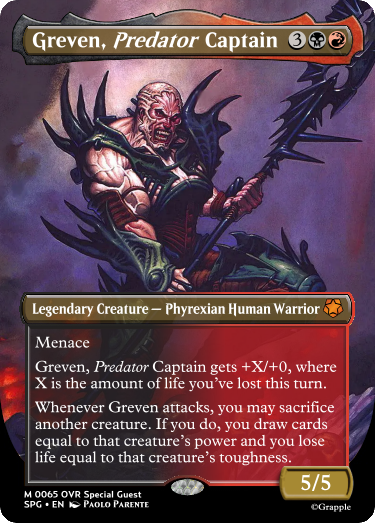 Greven, Predator Captain 3
Legendary Creature — Phyrexian Human Warrior
Menace
Greven, Predator Captain gets +X/+0, where
X is the amount of life you've lost this turn.
Whenever Greven attacks, you may sacrifice
another creature. If you do, you draw cards
equal to that creature's power and you lose
life equal to that creature's toughness.
5/5
M 0065 OVR Special Guest
SPG • EN Paolo Parente
©Grapple